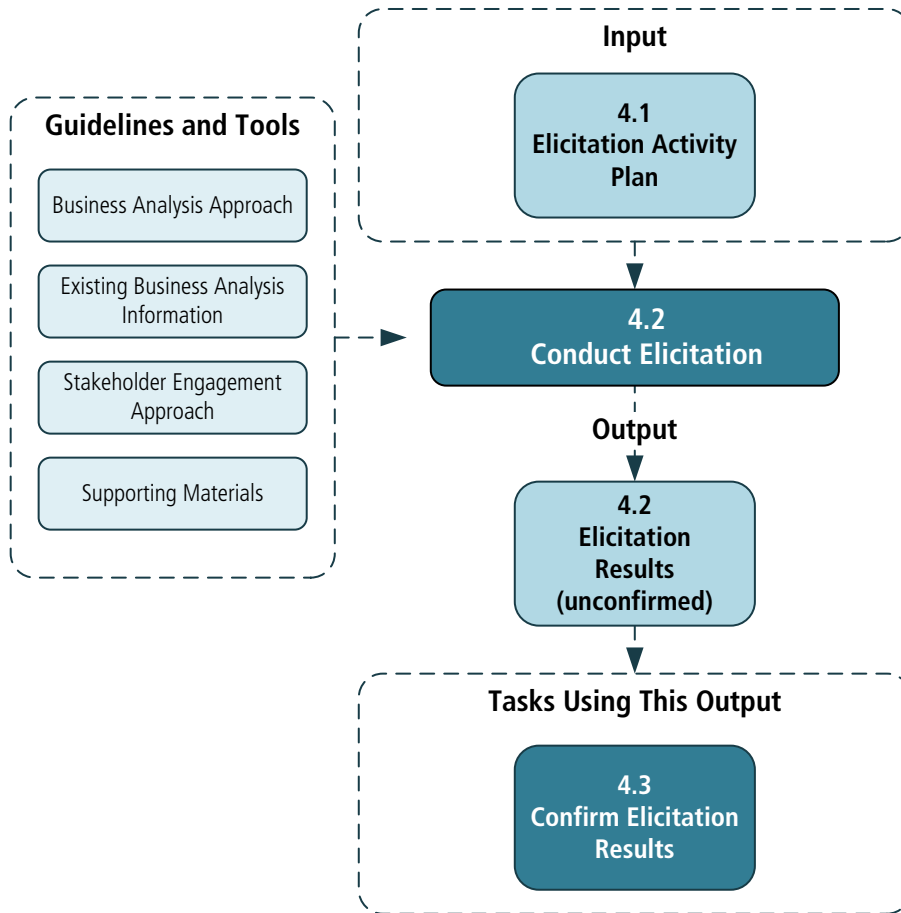 Input
4.1
Elicitation Activity
Plan
Guidelines and Tools
Business Analysis Approach
Existing Business Analysis
Information
Stakeholder Engagement
Approach
Supporting Materials
4.2
Conduct Elicitation
Output
4.2
Elicitation
Results
(unconfirmed)
Tasks Using This Output
4.3
Confirm Elicitation
Results